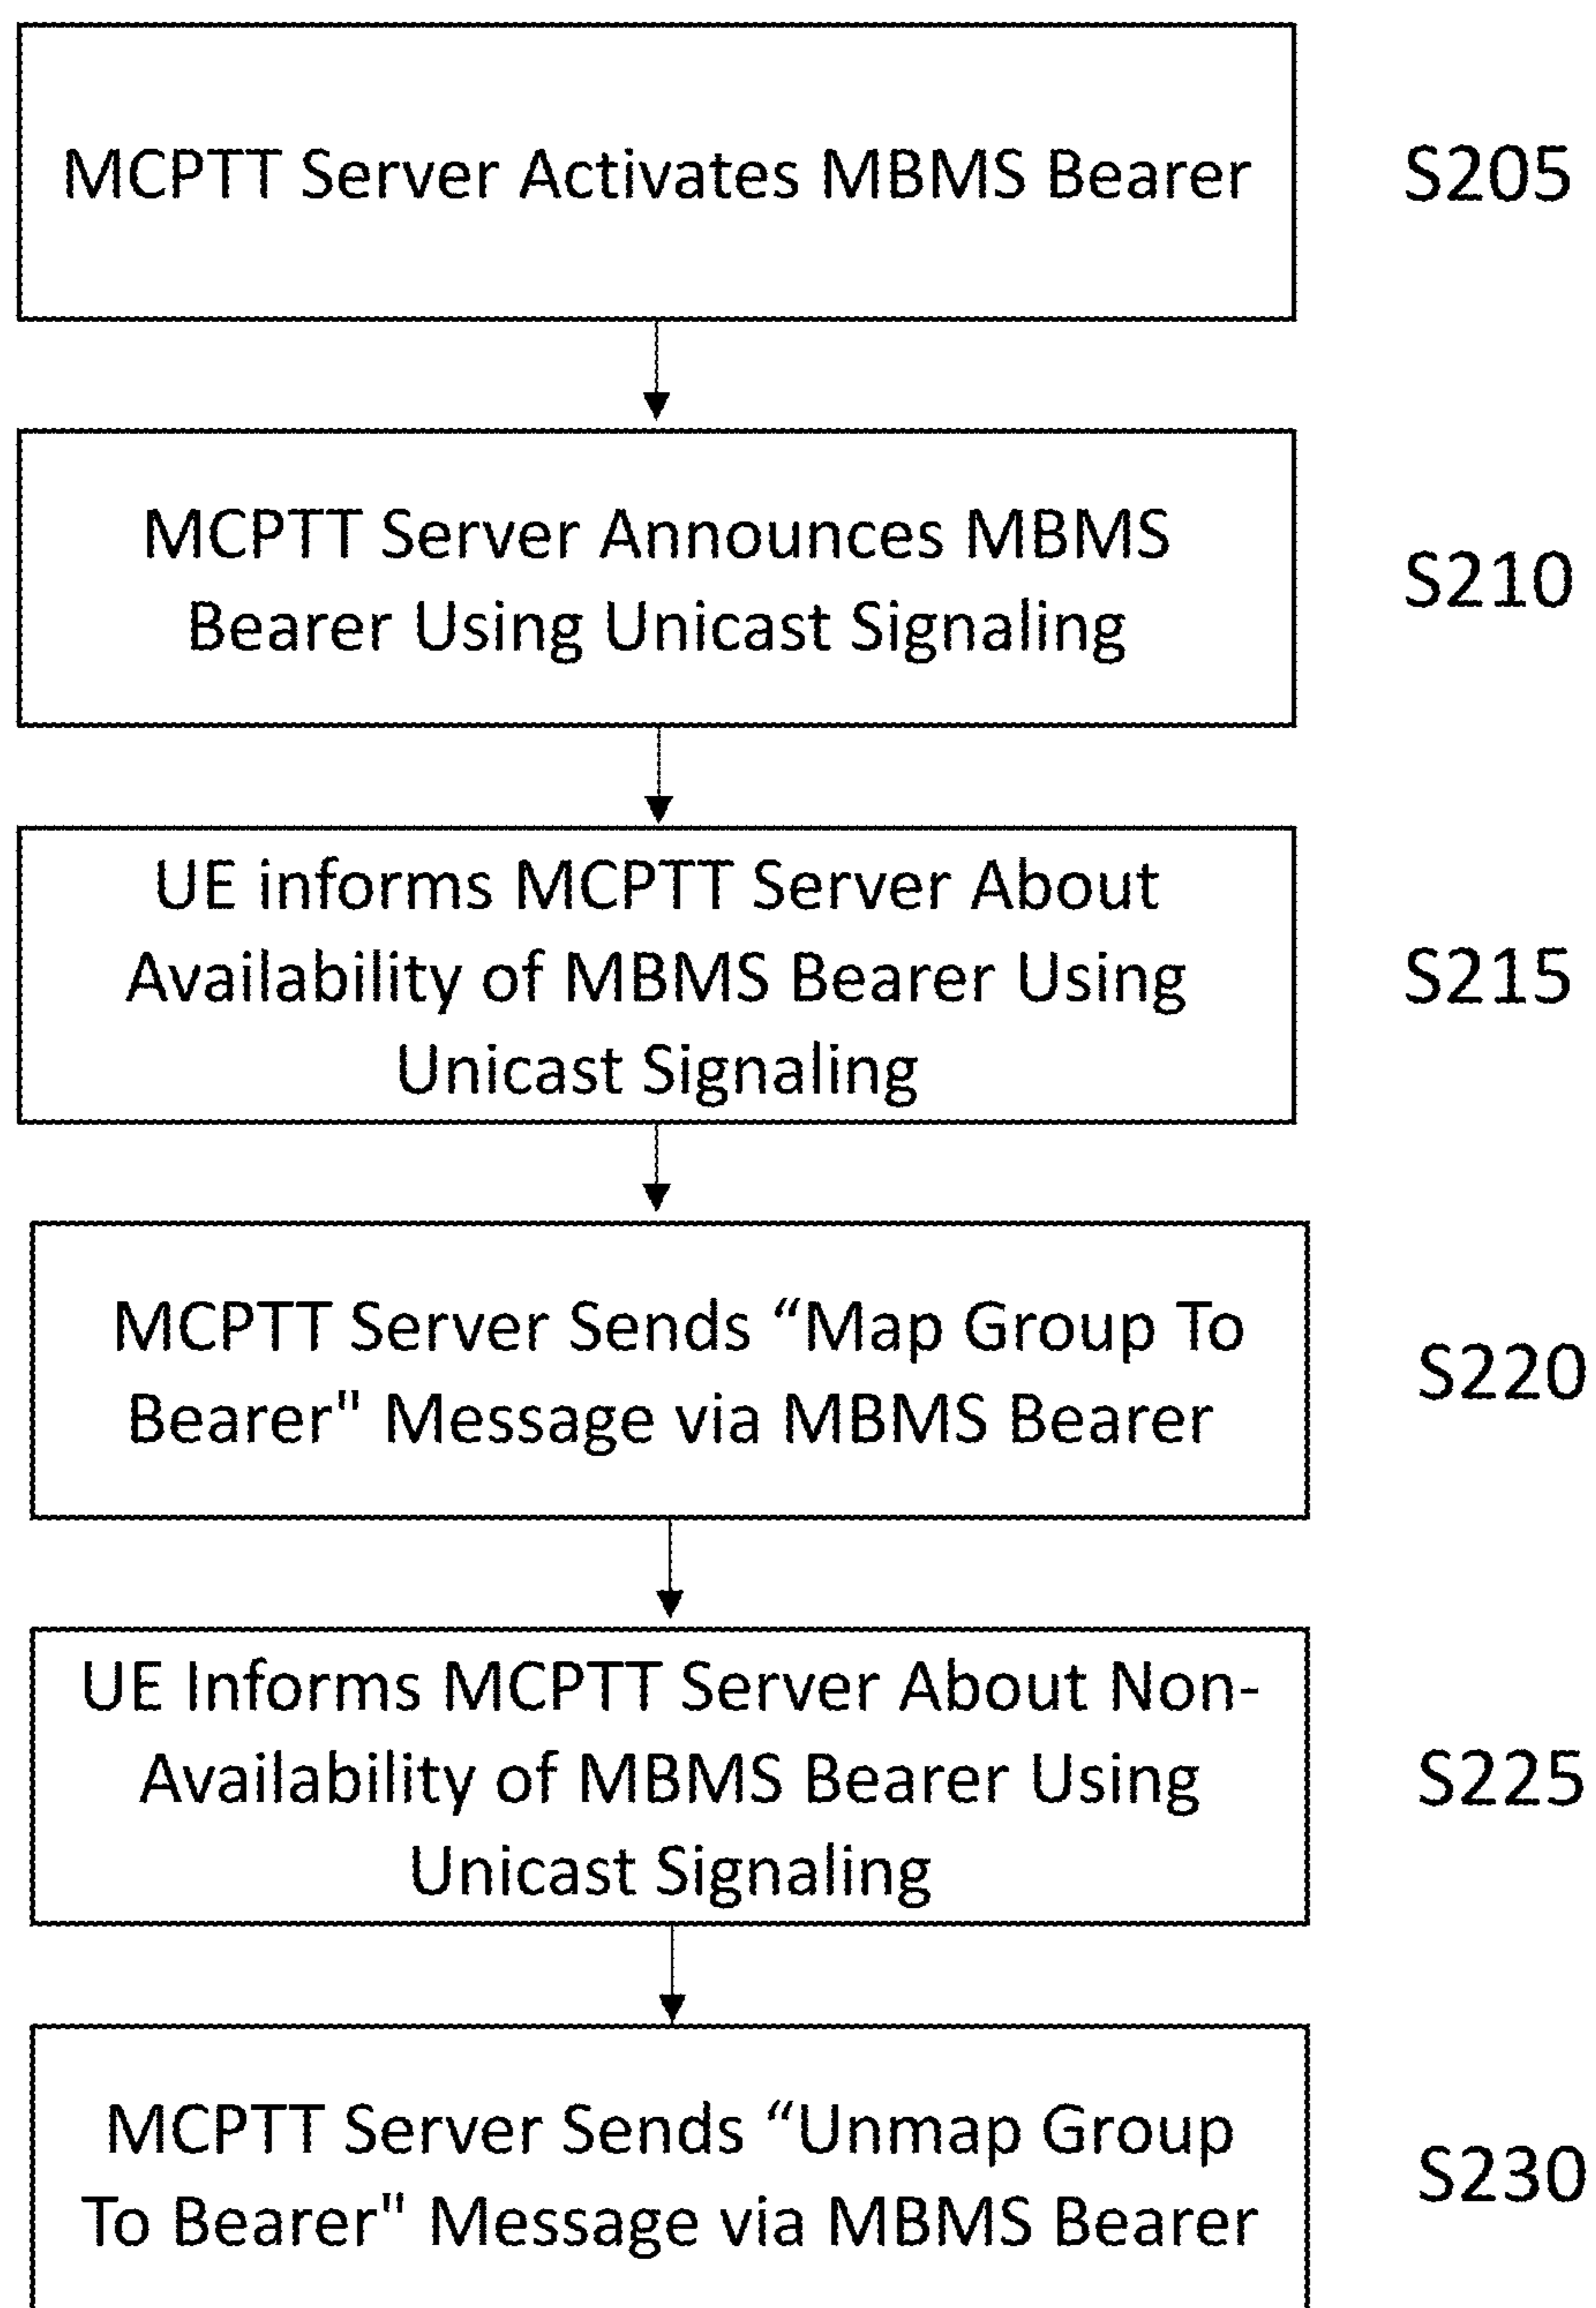 MCPTT Server Activates MBMS Bearer
S205
MCPTT Server Announces MBMS
Bearer Using Unicast Signaling
S210
UE informs MCPTT Server About
Availability of MBMS Bearer Using
Unicast Signaling
S215
MCPTT Server Sends “Map Group To
Bearer" Message via MBMS Bearer
S220
UE Informs MCPTT Server About Non-
Availability of MBMS Bearer Using
Unicast Signaling
S225
MCPTT Server Sends “Unmap Group
To Bearer" Message via MBMS Bearer
S230